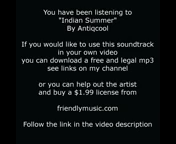 You have been listening to
"Indian Summer"
By Antiqcool
If you would like to use this soundtrack
in your own video
you can download a free and legal mp3
see links on my channel
or you can help out the artist
and buy a $1.99 license from
friendlymusic.com
Follow the link in the video description